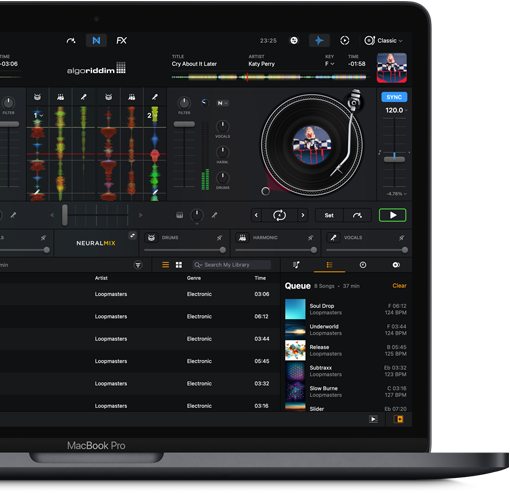 23:25
Classic
TIME
-03:06
algoriddim
TITLE
Cry About It Later
ARTIST
Katy Perry
KEY
F
TIME
-01:58
FX
N
SYNC
120.0
-4.76%
FILTER
1
2
FILTER
N
VOCALS
HARM.
DRUMS
Set
NEURALMIX
DRUMS
HARMONIC
VOCALS
min
Search My Library
Artist
Genre
Time
Loopmasters
Electronic
03:06
Loopmasters
Electronic
06:12
Loopmasters
Electronic
03:44
Loopmasters
Electronic
05:45
Loopmasters
Electronic
03:32
Loopmasters
Electronic
03:16
Queue 8 Songs • 37 min
Clear
Soul Drop
Loopmasters
F 06:12
124 BPM
Underworld
Loopmasters
F 03:44
124 BPM
Release
Loopmasters
B 05:45
125 BPM
Subtraxx
Loopmasters
Eb 03:32
123 BPM
Slow Burne
Loopmasters
C 03:16
127 BPM
Slider
Eb 07:20
MacBook Pro